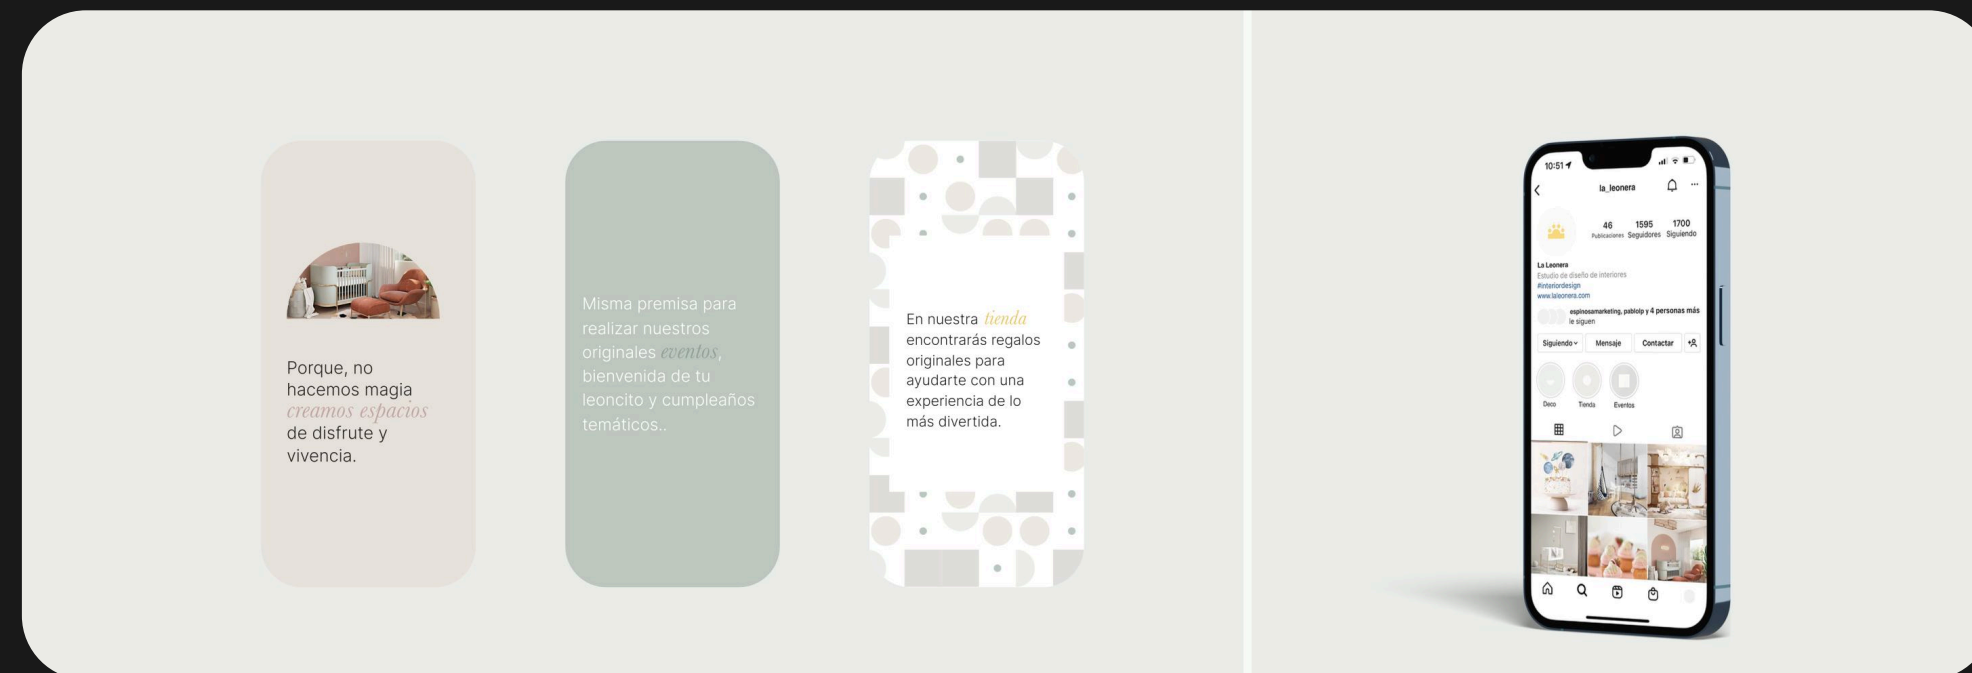 Porque, no
hacemos magia
creamos espacios
de disfrute y
vivencia.
Misma premisa para
realizar nuestros
originales eventos,
bienvenida de tu
leoncito y cumpleaños
temáticos..
En nuestra tienda
encontrarás regalos
originales para
ayudarte con una
experiencia de lo
más divertida.
10:51
la_leonera
46 1595 1700
Publicaciones Seguidores Siguiendo
La Leonera
Estudio de diseño de interiores
#interiordesign
www.laleonera.com
espinosamarketing, pablolp y 4 personas más
le siguen
Siguiendo Mensaje Contactar
Deco Tienda Eventos